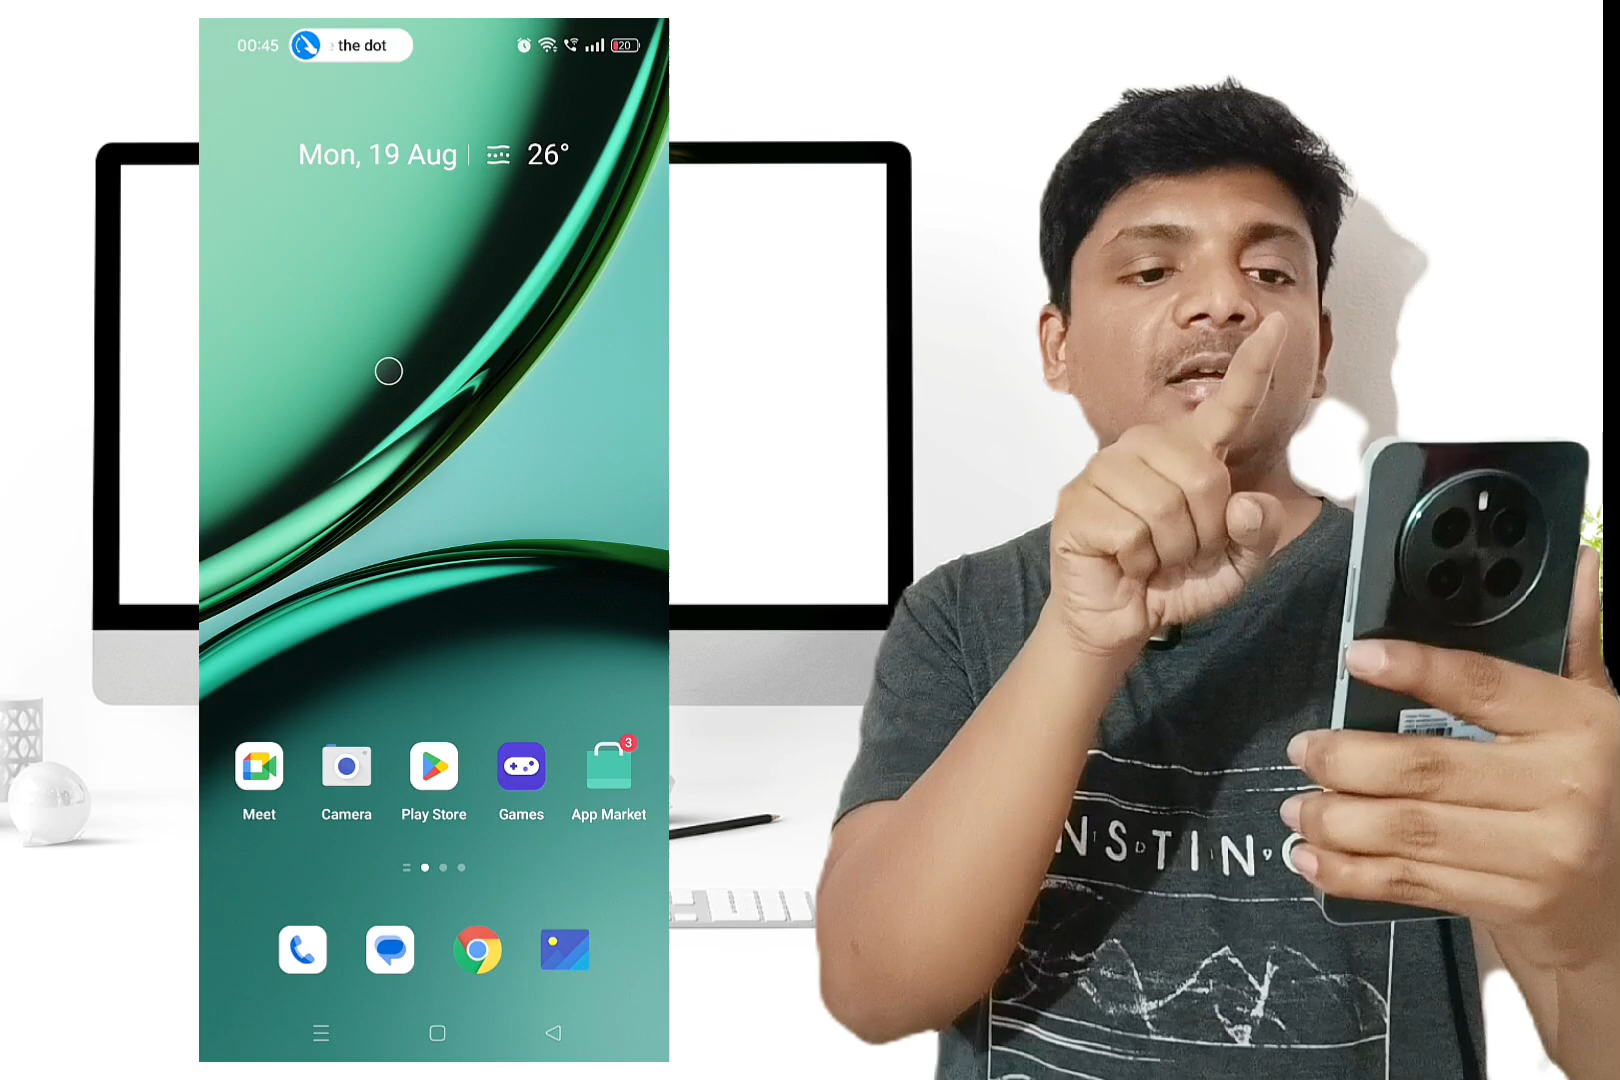 00:45
the dot
20
Mon, 19 Aug
26°
3
Meet
Camera
Play Store
Games
App Market
NSTIN